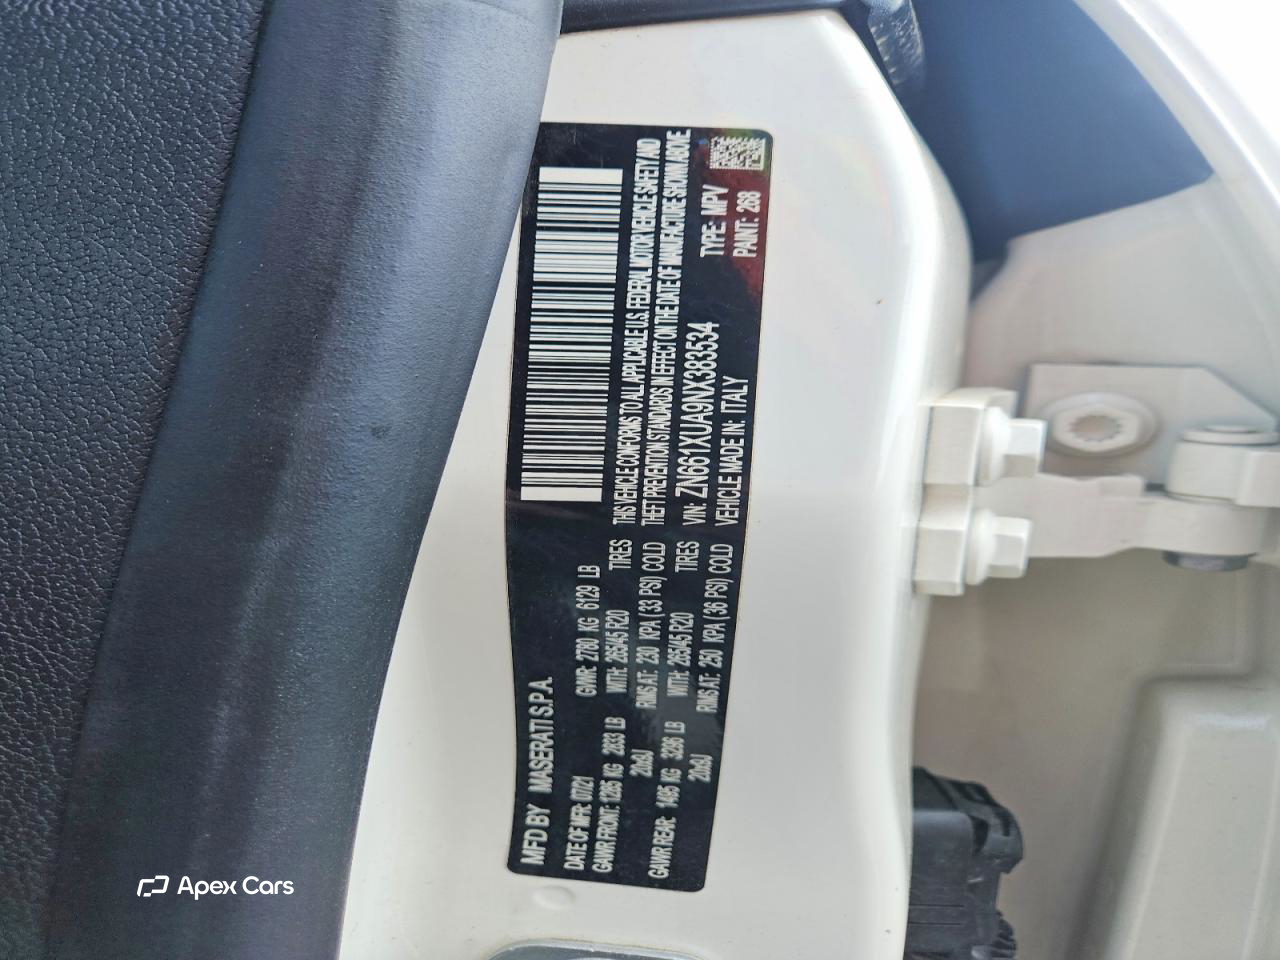 MFD BY MASERATI S.P.A.
DATE OF MFR: 07/21
GVWR: 2780 KG 6129 LB
GAWR FRONT: 1285 KG 2833 LB
WITH: 265/45 R20 TIRES
20x9J RIMS AT: 230 KPA (33 PSI) COLD
GAWR REAR: 1495 KG 3296 LB
WITH: 265/45 R20 TIRES
20x9J RIMS AT: 250 KPA (36 PSI) COLD
THIS VEHICLE CONFORMS TO ALL APPLICABLE U.S. FEDERAL MOTOR VEHICLE SAFETY AND
THEFT PREVENTION STANDARDS IN EFFECT ON THE DATE OF MANUFACTURE SHOWN ABOVE.
VIN: ZN661XUA9NX383534 TYPE: MPV
VEHICLE MADE IN: ITALY PAINT: 268
Apex Cars